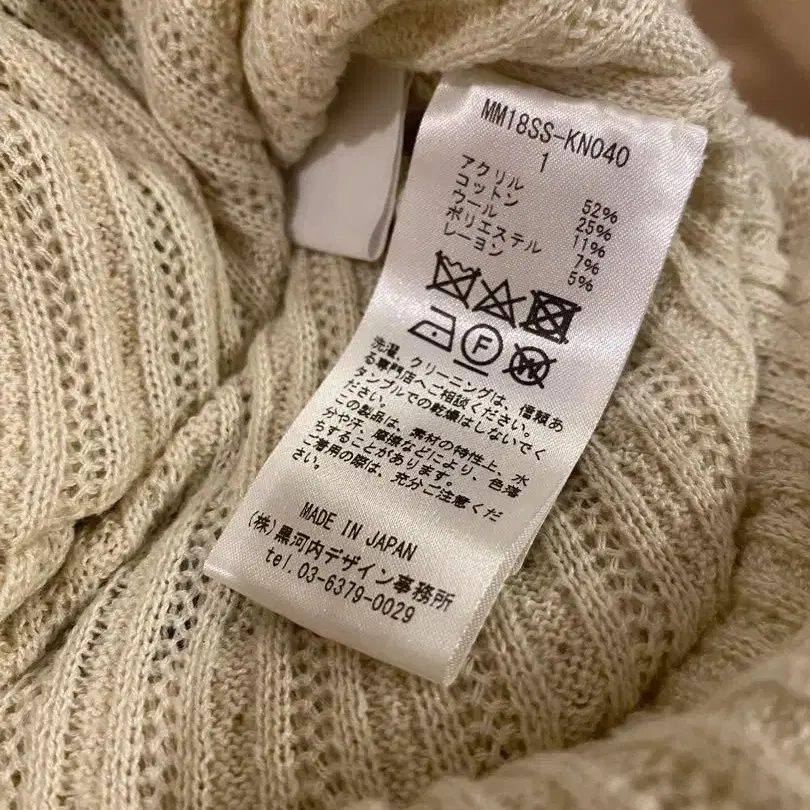 MM18SS-KN040
1
アクリル 52%
コットン 25%
ウール 11%
ポリエステル 7%
レーヨン 5%
F
W
洗濯、クリーニングは、信頼あ
る専門店へご相談ください。
タンブルでの乾燥はしないでく
ください。
この製品は、素材の特性上、水
分や汗、摩擦などにより、色落
ちすることがあります。
ご着用の際は、充分ご注意くだ
MADE IN JAPAN
(株)黒河内デザイン事務所
tel.03-6379-0029